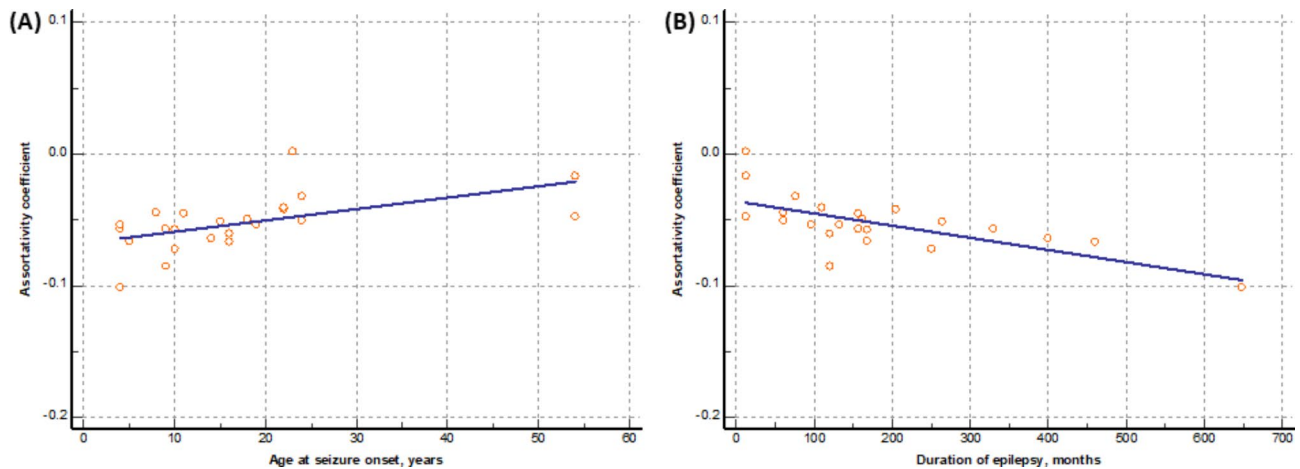 (A)
Assortativity coefficient
0.1
0.0
-0.1
-0.2
0 10 20 30 40 50 60
Age at seizure onset, years
(B)
Assortativity coefficient
0.1
0.0
-0.1
-0.2
0 100 200 300 400 500 600 700
Duration of epilepsy, months